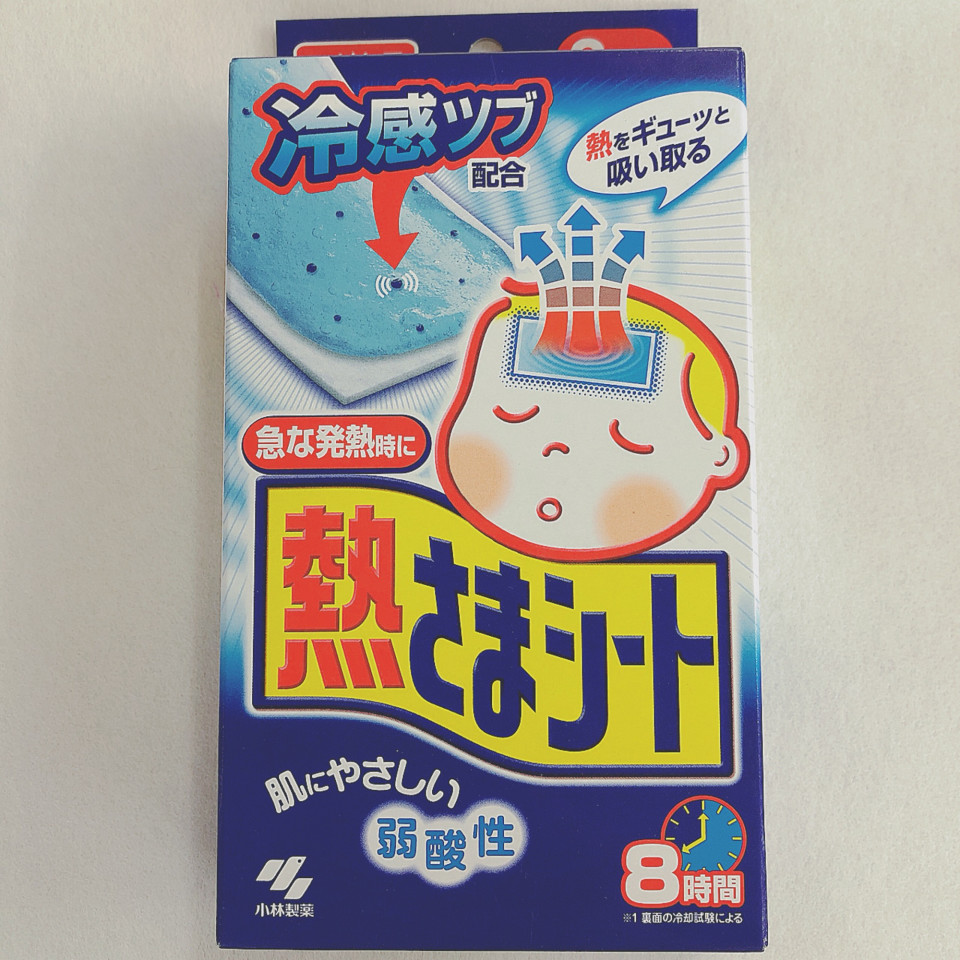 冷感ツブ
配合
熱をギューッと
吸い取る
急な発熱時に
熱さまシート
肌にやさしい
弱酸性
8時間
小林製薬
※1 裏面の冷却試験による